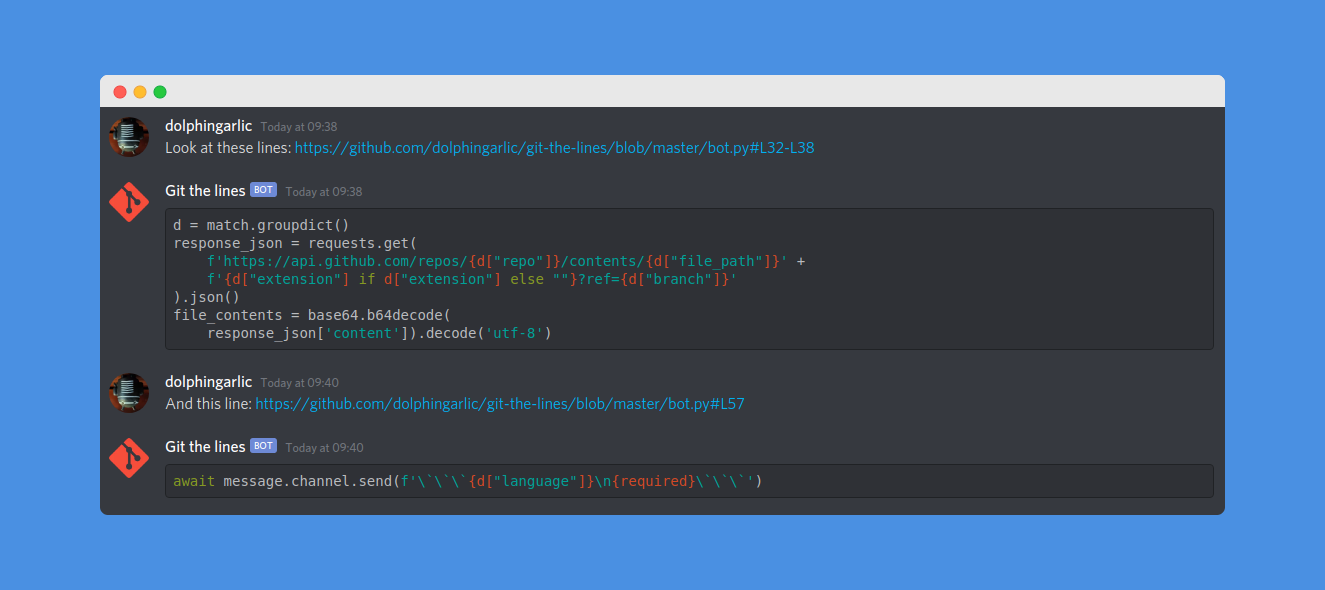 dolphingarlic Today at 09:38
Look at these lines: https://github.com/dolphingarlic/git-the-lines/blob/master/bot.py#L32-L38
Git the lines BOT Today at 09:38
d = match.groupdict()
response_json = requests.get(
    f'https://api.github.com/repos/{d["repo"]}/contents/{d["file_path"]}' +
    f'{d["extension"] if d["extension"] else ""}?ref={d["branch"]}'
).json()
file_contents = base64.b64decode(
    response_json['content']).decode('utf-8')
dolphingarlic Today at 09:40
And this line: https://github.com/dolphingarlic/git-the-lines/blob/master/bot.py#L57
Git the lines BOT Today at 09:40
await message.channel.send(f'\`\`\`{d["language"]}\n{required}\`\`\`')